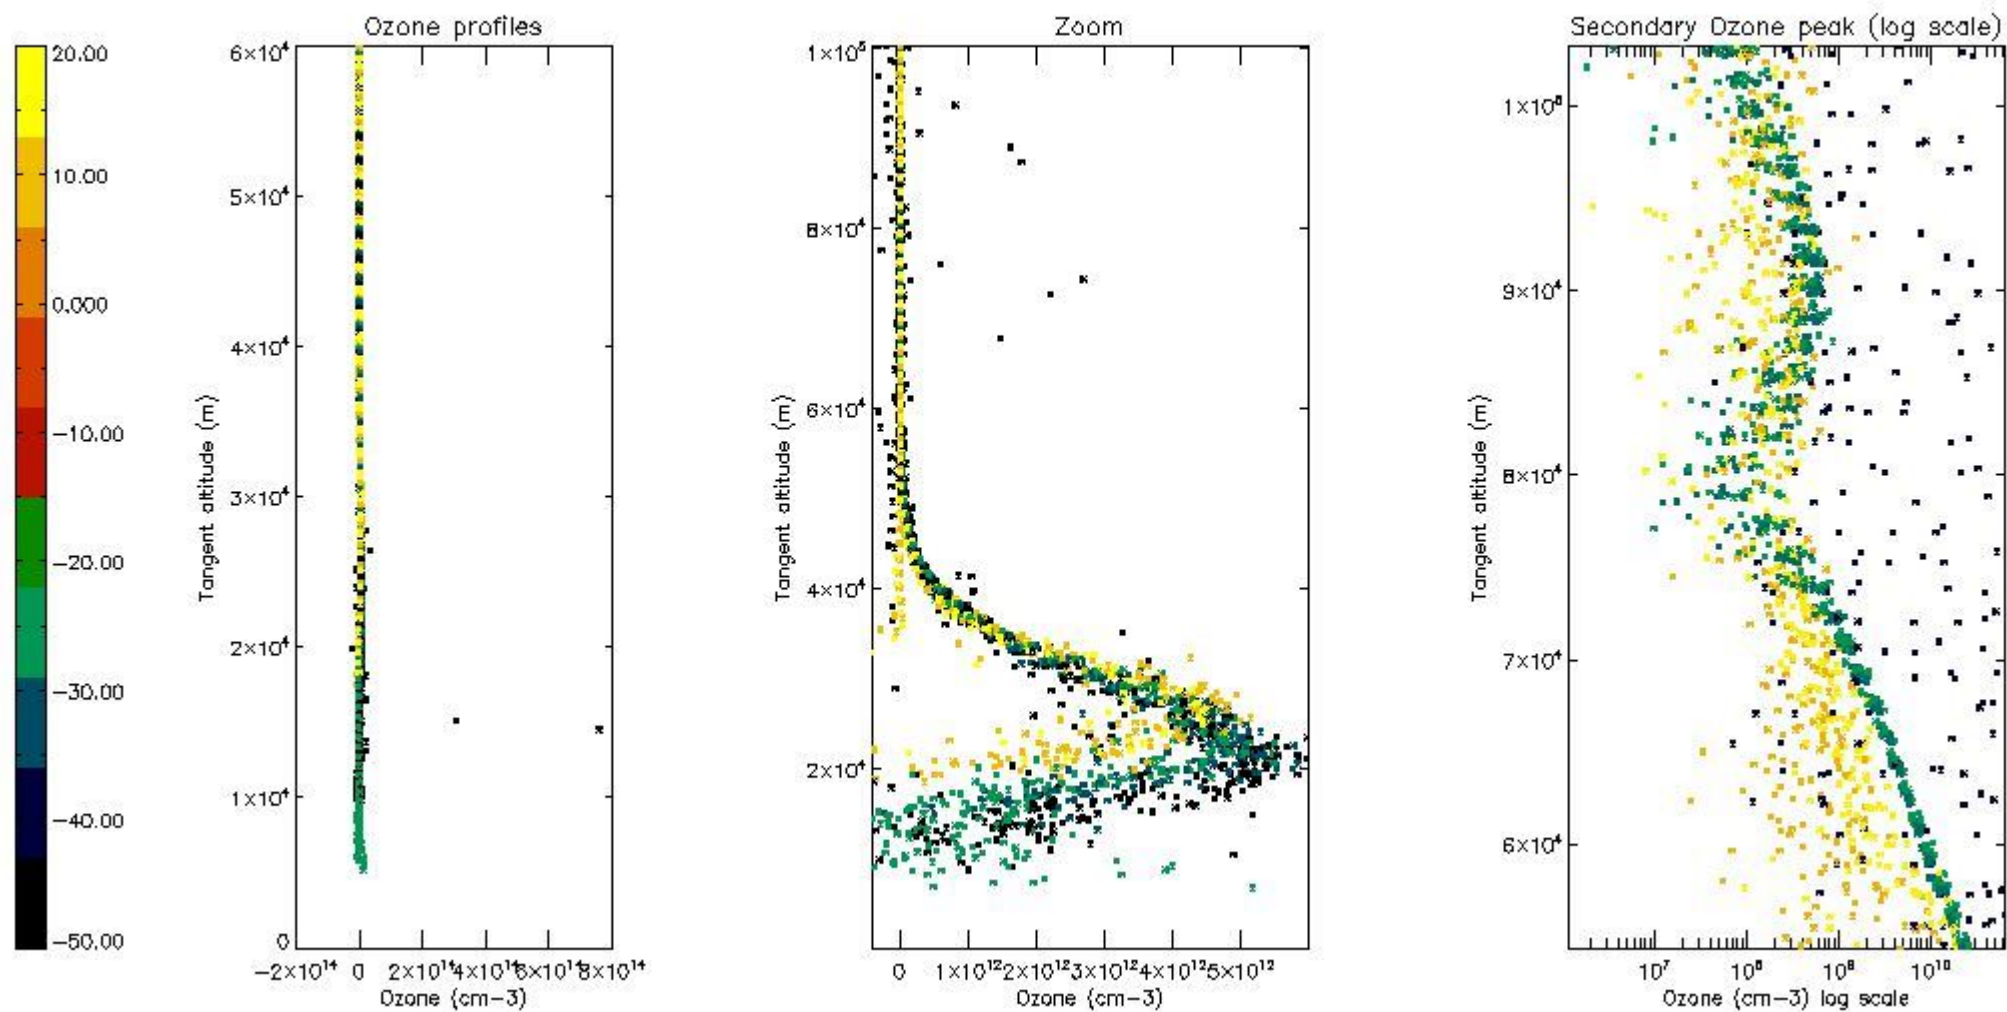 Ozone profiles
Zoom
Secondary Ozone peak (log scale)
20.00
10.00
0.000
−10.00
−20.00
−30.00
−40.00
−50.00
6×10⁴
5×10⁴
4×10⁴
3×10⁴
2×10⁴
1×10⁴
0
Tangent altitude (m)
−2×10¹⁴ 0 2×10¹⁴ 4×10¹⁴ 6×10¹⁴ 8×10¹⁴
Ozone (cm−3)
1×10⁵
8×10⁴
6×10⁴
4×10⁴
2×10⁴
Tangent altitude (m)
0 1×10¹² 2×10¹² 3×10¹² 4×10¹² 5×10¹²
Ozone (cm−3)
1×10⁵
9×10⁴
8×10⁴
7×10⁴
6×10⁴
Tangent altitude (m)
10⁷ 10⁸ 10⁹ 10¹⁰
Ozone (cm−3) log scale